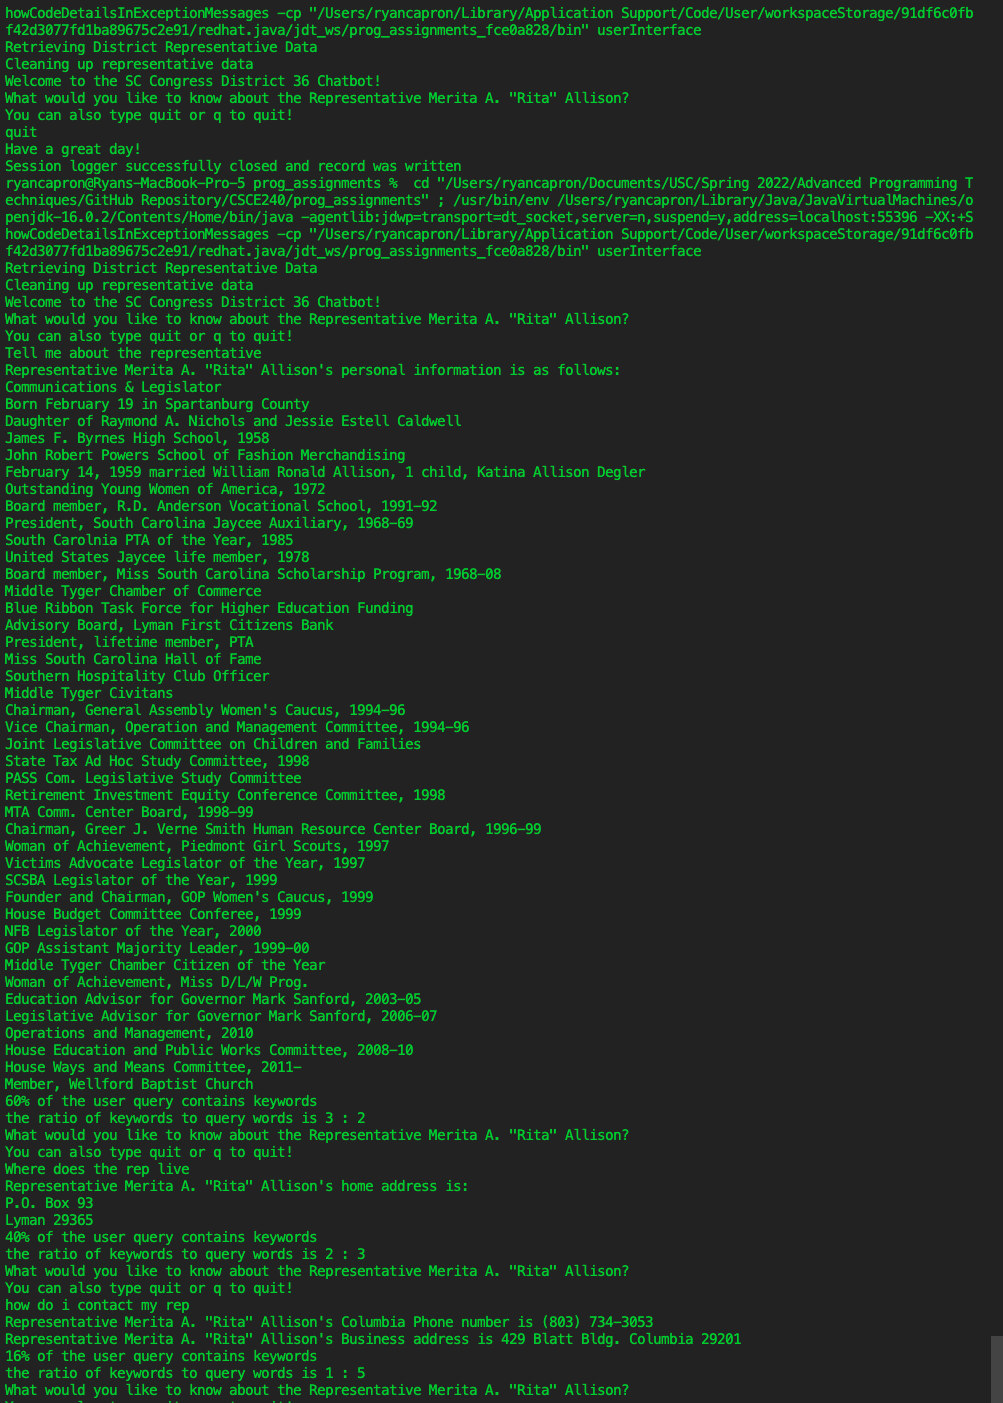 howCodeDetailsInExceptionMessages -cp "/Users/ryancapron/Library/Application Support/Code/User/workspaceStorage/91df6c0fb
f42d3077fd1ba89675c2e91/redhat.java/jdt_ws/prog_assignments_fce0a828/bin" userInterface
Retrieving District Representative Data
Cleaning up representative data
Welcome to the SC Congress District 36 Chatbot!
What would you like to know about the Representative Merita A. "Rita" Allison?
You can also type quit or q to quit!
quit
Have a great day!
Session logger successfully closed and record was written
ryancapron@Ryans-MacBook-Pro-5 prog_assignments %  cd "/Users/ryancapron/Documents/USC/Spring 2022/Advanced Programming T
echniques/GitHub Repository/CSCE240/prog_assignments" ; /usr/bin/env /Users/ryancapron/Library/Java/JavaVirtualMachines/o
penjdk-16.0.2/Contents/Home/bin/java -agentlib:jdwp=transport=dt_socket,server=n,suspend=y,address=localhost:55396 -XX:+S
howCodeDetailsInExceptionMessages -cp "/Users/ryancapron/Library/Application Support/Code/User/workspaceStorage/91df6c0fb
f42d3077fd1ba89675c2e91/redhat.java/jdt_ws/prog_assignments_fce0a828/bin" userInterface
Retrieving District Representative Data
Cleaning up representative data
Welcome to the SC Congress District 36 Chatbot!
What would you like to know about the Representative Merita A. "Rita" Allison?
You can also type quit or q to quit!
Tell me about the representative
Representative Merita A. "Rita" Allison's personal information is as follows:
Communications & Legislator
Born February 19 in Spartanburg County
Daughter of Raymond A. Nichols and Jessie Estell Caldwell
James F. Byrnes High School, 1958
John Robert Powers School of Fashion Merchandising
February 14, 1959 married William Ronald Allison, 1 child, Katina Allison Degler
Outstanding Young Women of America, 1972
Board member, R.D. Anderson Vocational School, 1991-92
President, South Carolina Jaycee Auxiliary, 1968-69
South Carolnia PTA of the Year, 1985
United States Jaycee life member, 1978
Board member, Miss South Carolina Scholarship Program, 1968-08
Middle Tyger Chamber of Commerce
Blue Ribbon Task Force for Higher Education Funding
Advisory Board, Lyman First Citizens Bank
President, lifetime member, PTA
Miss South Carolina Hall of Fame
Southern Hospitality Club Officer
Middle Tyger Civitans
Chairman, General Assembly Women's Caucus, 1994-96
Vice Chairman, Operation and Management Committee, 1994-96
Joint Legislative Committee on Children and Families
State Tax Ad Hoc Study Committee, 1998
PASS Com. Legislative Study Committee
Retirement Investment Equity Conference Committee, 1998
MTA Comm. Center Board, 1998-99
Chairman, Greer J. Verne Smith Human Resource Center Board, 1996-99
Woman of Achievement, Piedmont Girl Scouts, 1997
Victims Advocate Legislator of the Year, 1997
SCSBA Legislator of the Year, 1999
Founder and Chairman, GOP Women's Caucus, 1999
House Budget Committee Conferee, 1999
NFB Legislator of the Year, 2000
GOP Assistant Majority Leader, 1999-00
Middle Tyger Chamber Citizen of the Year
Woman of Achievement, Miss D/L/W Prog.
Education Advisor for Governor Mark Sanford, 2003-05
Legislative Advisor for Governor Mark Sanford, 2006-07
Operations and Management, 2010
House Education and Public Works Committee, 2008-10
House Ways and Means Committee, 2011-
Member, Wellford Baptist Church
60% of the user query contains keywords
the ratio of keywords to query words is 3 : 2
What would you like to know about the Representative Merita A. "Rita" Allison?
You can also type quit or q to quit!
Where does the rep live
Representative Merita A. "Rita" Allison's home address is:
P.O. Box 93
Lyman 29365
40% of the user query contains keywords
the ratio of keywords to query words is 2 : 3
What would you like to know about the Representative Merita A. "Rita" Allison?
You can also type quit or q to quit!
how do i contact my rep
Representative Merita A. "Rita" Allison's Columbia Phone number is (803) 734-3053
Representative Merita A. "Rita" Allison's Business address is 429 Blatt Bldg. Columbia 29201
16% of the user query contains keywords
the ratio of keywords to query words is 1 : 5
What would you like to know about the Representative Merita A. "Rita" Allison?